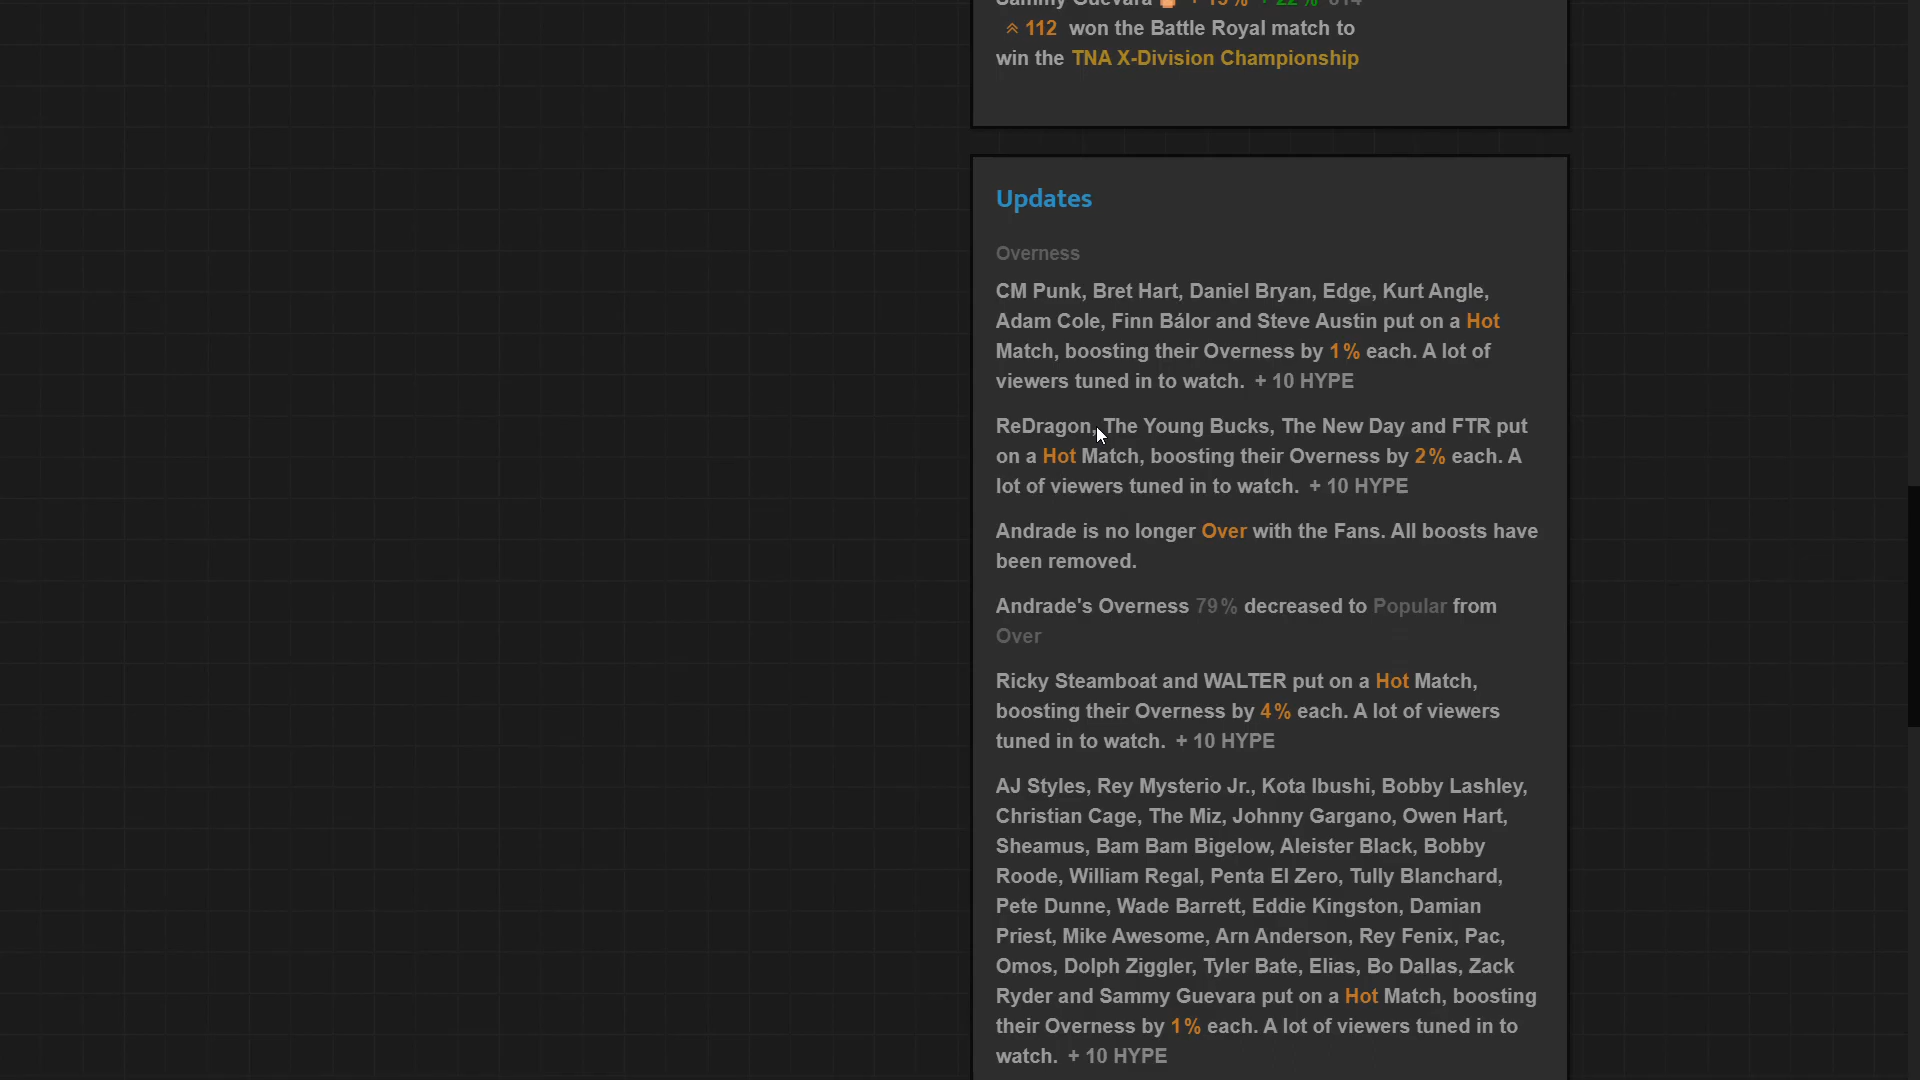 Sammy Guevara + 15% + 22% 614
112 won the Battle Royal match to
win the TNA X-Division Championship
Updates
Overness
CM Punk, Bret Hart, Daniel Bryan, Edge, Kurt Angle,
Adam Cole, Finn Bálor and Steve Austin put on a Hot
Match, boosting their Overness by 1% each. A lot of
viewers tuned in to watch. + 10 HYPE
ReDragon, The Young Bucks, The New Day and FTR put
on a Hot Match, boosting their Overness by 2% each. A
lot of viewers tuned in to watch. + 10 HYPE
Andrade is no longer Over with the Fans. All boosts have
been removed.
Andrade's Overness 79% decreased to Popular from
Over
Ricky Steamboat and WALTER put on a Hot Match,
boosting their Overness by 4% each. A lot of viewers
tuned in to watch. + 10 HYPE
AJ Styles, Rey Mysterio Jr., Kota Ibushi, Bobby Lashley,
Christian Cage, The Miz, Johnny Gargano, Owen Hart,
Sheamus, Bam Bam Bigelow, Aleister Black, Bobby
Roode, William Regal, Penta El Zero, Tully Blanchard,
Pete Dunne, Wade Barrett, Eddie Kingston, Damian
Priest, Mike Awesome, Arn Anderson, Rey Fenix, Pac,
Omos, Dolph Ziggler, Tyler Bate, Elias, Bo Dallas, Zack
Ryder and Sammy Guevara put on a Hot Match, boosting
their Overness by 1% each. A lot of viewers tuned in to
watch. + 10 HYPE